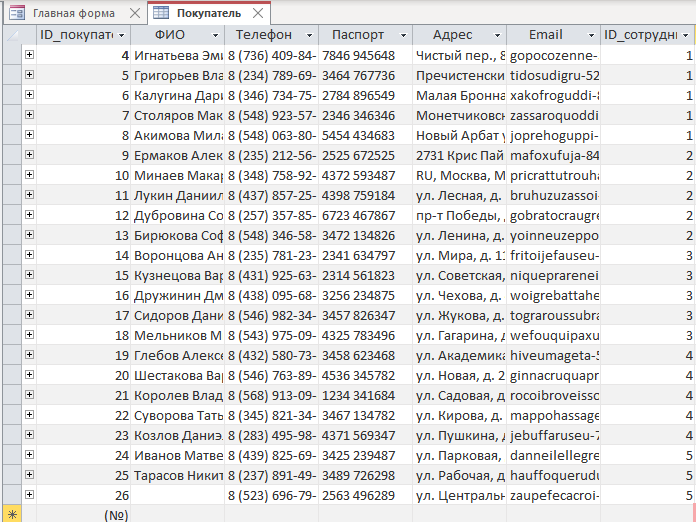 Главная форма Покупатель
ID_покупат ФИО Телефон Паспорт Адрес Email ID_сотрудн
4 Игнатьева Эми 8 (736) 409-84- 7846 945648 Чистый пер., 8 gopocozenne- 1
5 Григорьев Вла 8 (234) 789-69- 3464 767736 Пречистенски tidosudigru-52 1
6 Калугина Дари 8 (346) 734-75- 2784 896549 Малая Бронна xakofroguddi-8 1
7 Столяров Мак 8 (548) 923-57- 2346 346346 Монетчиковск zassaroquoddi 1
8 Акимова Мила 8 (548) 063-80- 5454 434683 Новый Арбат у joprehoguppi- 1
9 Ермаков Алек 8 (235) 212-56- 2525 672525 2731 Крис Пай mafoxufuja-84 2
10 Минаев Макар 8 (348) 758-92- 4372 593487 RU, Москва, М pricrattutrouha 2
11 Лукин Даниил 8 (437) 857-25- 4398 759184 ул. Лесная, д. bruhuzuzassoi- 2
12 Дубровина Со 8 (257) 357-85- 6723 467867 пр-т Победы, д gobratocraugre 2
13 Бирюкова Соф 8 (548) 346-58- 3472 134826 ул. Ленина, д. yoinneuzeppo 2
14 Воронцова Ан 8 (235) 781-23- 2341 634797 ул. Мира, д. 11 fritoijefauseu- 3
15 Кузнецова Вар 8 (431) 925-63- 2314 561823 ул. Советская, niqueprarenei 3
16 Дружинин Дм 8 (438) 095-68- 3256 234875 ул. Чехова, д. woigrebattahe 3
17 Сидоров Дани 8 (546) 982-34- 3457 826347 ул. Жукова, д. tograroussubra 3
18 Мельников М 8 (543) 975-09- 4325 783496 ул. Гагарина, д wefouquipaxu 3
19 Глебов Алексе 8 (432) 580-73- 3458 623468 ул. Академика hiveumageta-5 4
20 Шестакова Вар 8 (546) 763-89- 4536 345782 ул. Новая, д. 2 ginnacruquapr 4
21 Королев Влад 8 (568) 913-09- 1234 341684 ул. Садовая, д rocoibroveisso 4
22 Суворова Тать 8 (345) 821-34- 3467 134782 ул. Кирова, д. mappohassage 4
23 Козлов Даниэ 8 (283) 495-98- 4371 569347 ул. Пушкина, д jebuffaruseu-7 4
24 Иванов Матве 8 (439) 825-69- 3425 239487 ул. Парковая, danneilellegre 5
25 Тарасов Никит 8 (237) 891-49- 3489 726298 ул. Рабочая, д hauffoquerudu 5
26 8 (523) 696-79- 2563 496289 ул. Центральн zaupefecacroi- 5
(№)